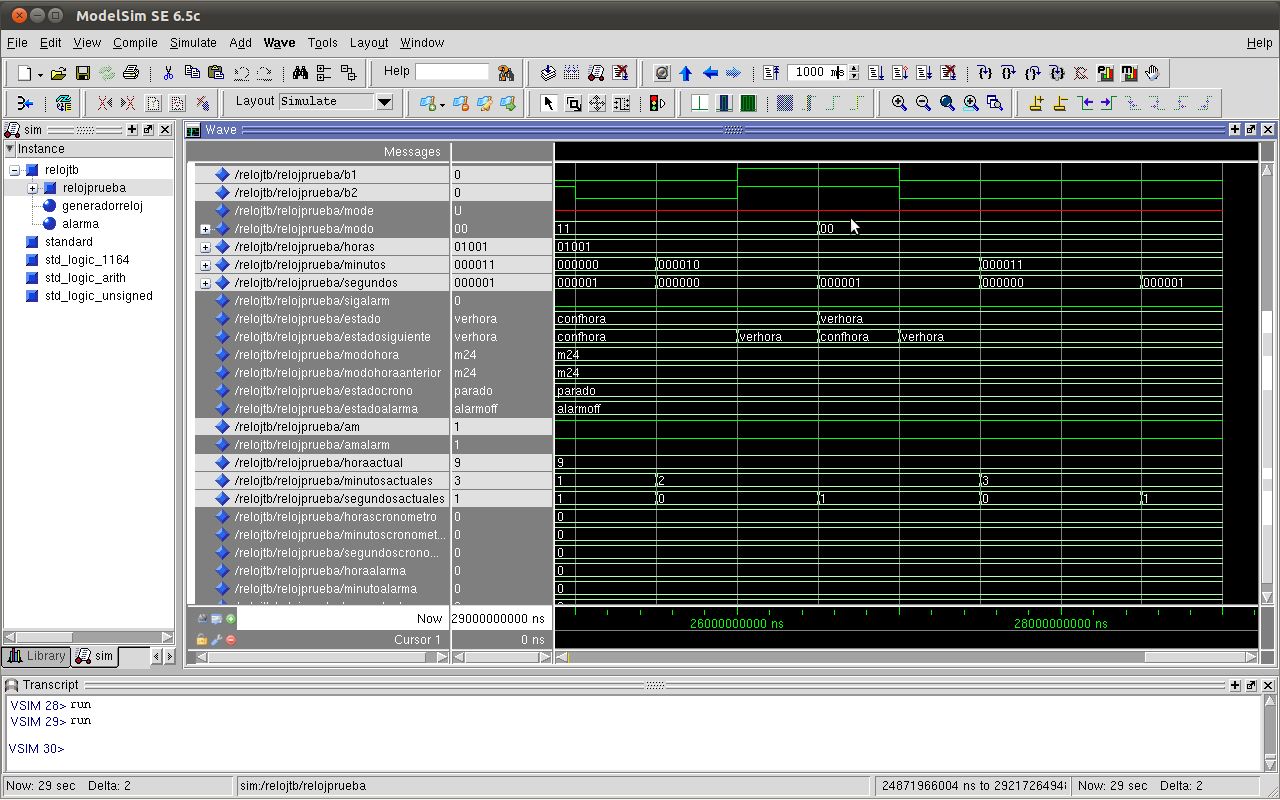 ModelSim SE 6.5c
File Edit View Compile Simulate Add Wave Tools Layout Window Help
Help 1000 ms
Layout Simulate
sim Wave
Instance Messages
relojtb
relojprueba
generadorreloj
alarma
standard
std_logic_1164
std_logic_arith
std_logic_unsigned
/relojtb/relojprueba/b1 0
/relojtb/relojprueba/b2 0
/relojtb/relojprueba/mode U
/relojtb/relojprueba/modo 00 11 00
/relojtb/relojprueba/horas 01001 01001
/relojtb/relojprueba/minutos 000011 000000 000010 000011
/relojtb/relojprueba/segundos 000001 000001 000000 000001 000000 000001
/relojtb/relojprueba/sigalarm 0
/relojtb/relojprueba/estado verhora confhora verhora
/relojtb/relojprueba/estadosiguiente verhora confhora verhora confhora verhora
/relojtb/relojprueba/modohora m24 m24
/relojtb/relojprueba/modohoraanterior m24 m24
/relojtb/relojprueba/estadocrono parado parado
/relojtb/relojprueba/estadoalarma alarmoff alarmoff
/relojtb/relojprueba/am 1
/relojtb/relojprueba/amalarm 1
/relojtb/relojprueba/horaactual 9 9
/relojtb/relojprueba/minutosactuales 3 1 2 3
/relojtb/relojprueba/segundosactuales 1 1 0 1 0 1
/relojtb/relojprueba/horascronometro 0 0
/relojtb/relojprueba/minutoscronomet... 0 0
/relojtb/relojprueba/segundoscrono... 0 0
/relojtb/relojprueba/horaalarma 0 0
/relojtb/relojprueba/minutoalarma 0 0
Now 29000000000 ns 26000000000 ns 28000000000 ns
Cursor 1 0 ns
Library sim
Transcript
VSIM 28> run
VSIM 29> run
VSIM 30>
Now: 29 sec Delta: 2 sim:/relojtb/relojprueba 24871966004 ns to 2921726494 Now: 29 sec Delta: 2